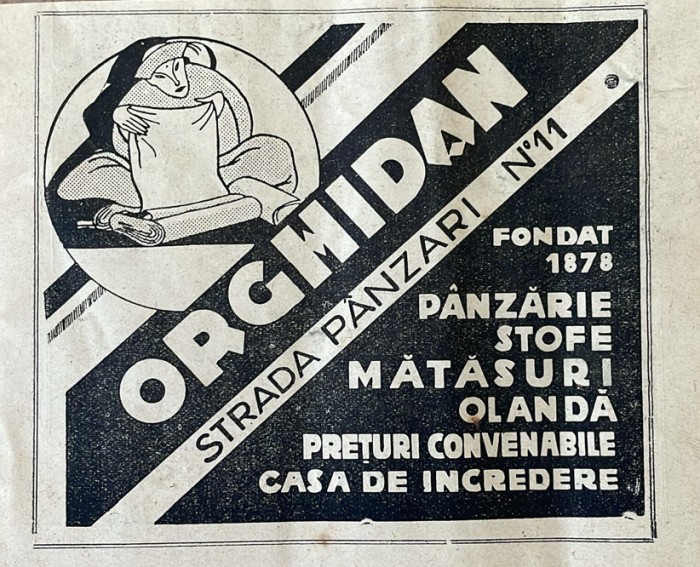 ORGHIDAN
STRADA PÂNZARI Nº11
FONDAT
1878
PÂNZĂRIE
STOFE
MĂTĂSURI
OLANDĂ
PREȚURI CONVENABILE
CASA DE INCREDERE